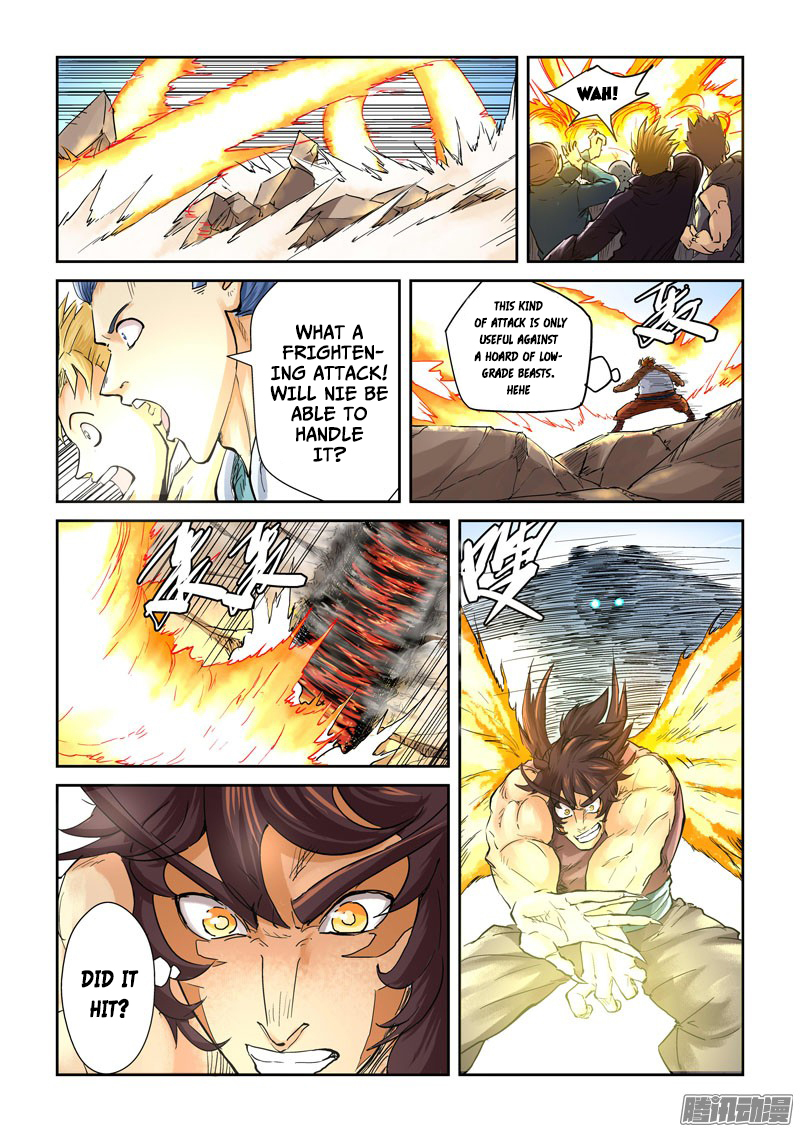 WAH!
WHAT A
FRIGHTEN-
ING ATTACK!
WILL NIE BE
ABLE TO
HANDLE
IT?
THIS KIND
OF ATTACK IS ONLY
USEFUL AGAINST
A HOARD OF LOW-
GRADE BEASTS.
HEHE
DID IT
HIT?
腾讯动漫